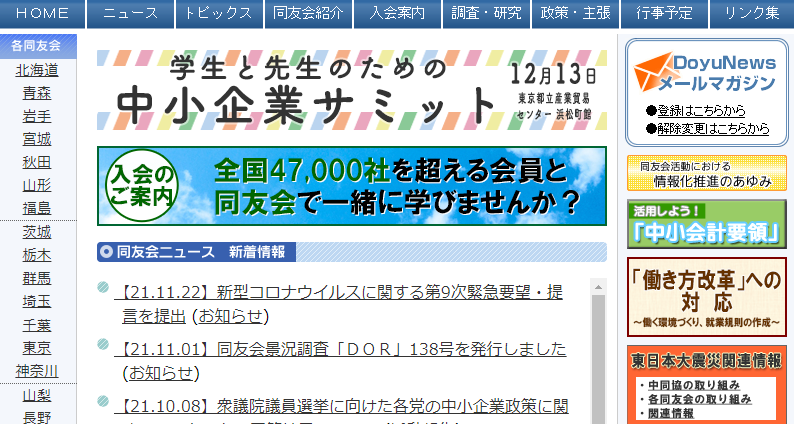 HOME ニュース トピックス 同友会紹介 入会案内 調査・研究 政策・主張 行事予定 リンク集
各同友会
北海道
青森
岩手
宮城
秋田
山形
福島
茨城
栃木
群馬
埼玉
千葉
東京
神奈川
山梨
長野
学生と先生のための
中小企業サミット
12月13日
東京都立産業貿易
センター 浜松町館
入会の
ご案内
全国47,000社を超える会員と
同友会で一緒に学びませんか？
同友会ニュース 新着情報
【21.11.22】新型コロナウイルスに関する第9次緊急要望・提
言を提出 (お知らせ)
【21.11.01】同友会景況調査「ＤＯＲ」138号を発行しました
(お知らせ)
【21.10.08】衆議院議員選挙に向けた各党の中小企業政策に関
DoyuNews
メールマガジン
●登録はこちらから
●解除変更はこちらから
同友会活動における
情報化推進のあゆみ
活用しよう！
「中小会計要領」
「働き方改革」への
対応
～働く環境づくり、就業規則の作成～
東日本大震災関連情報
・中同協の取り組み
・各同友会の取り組み
・関連情報